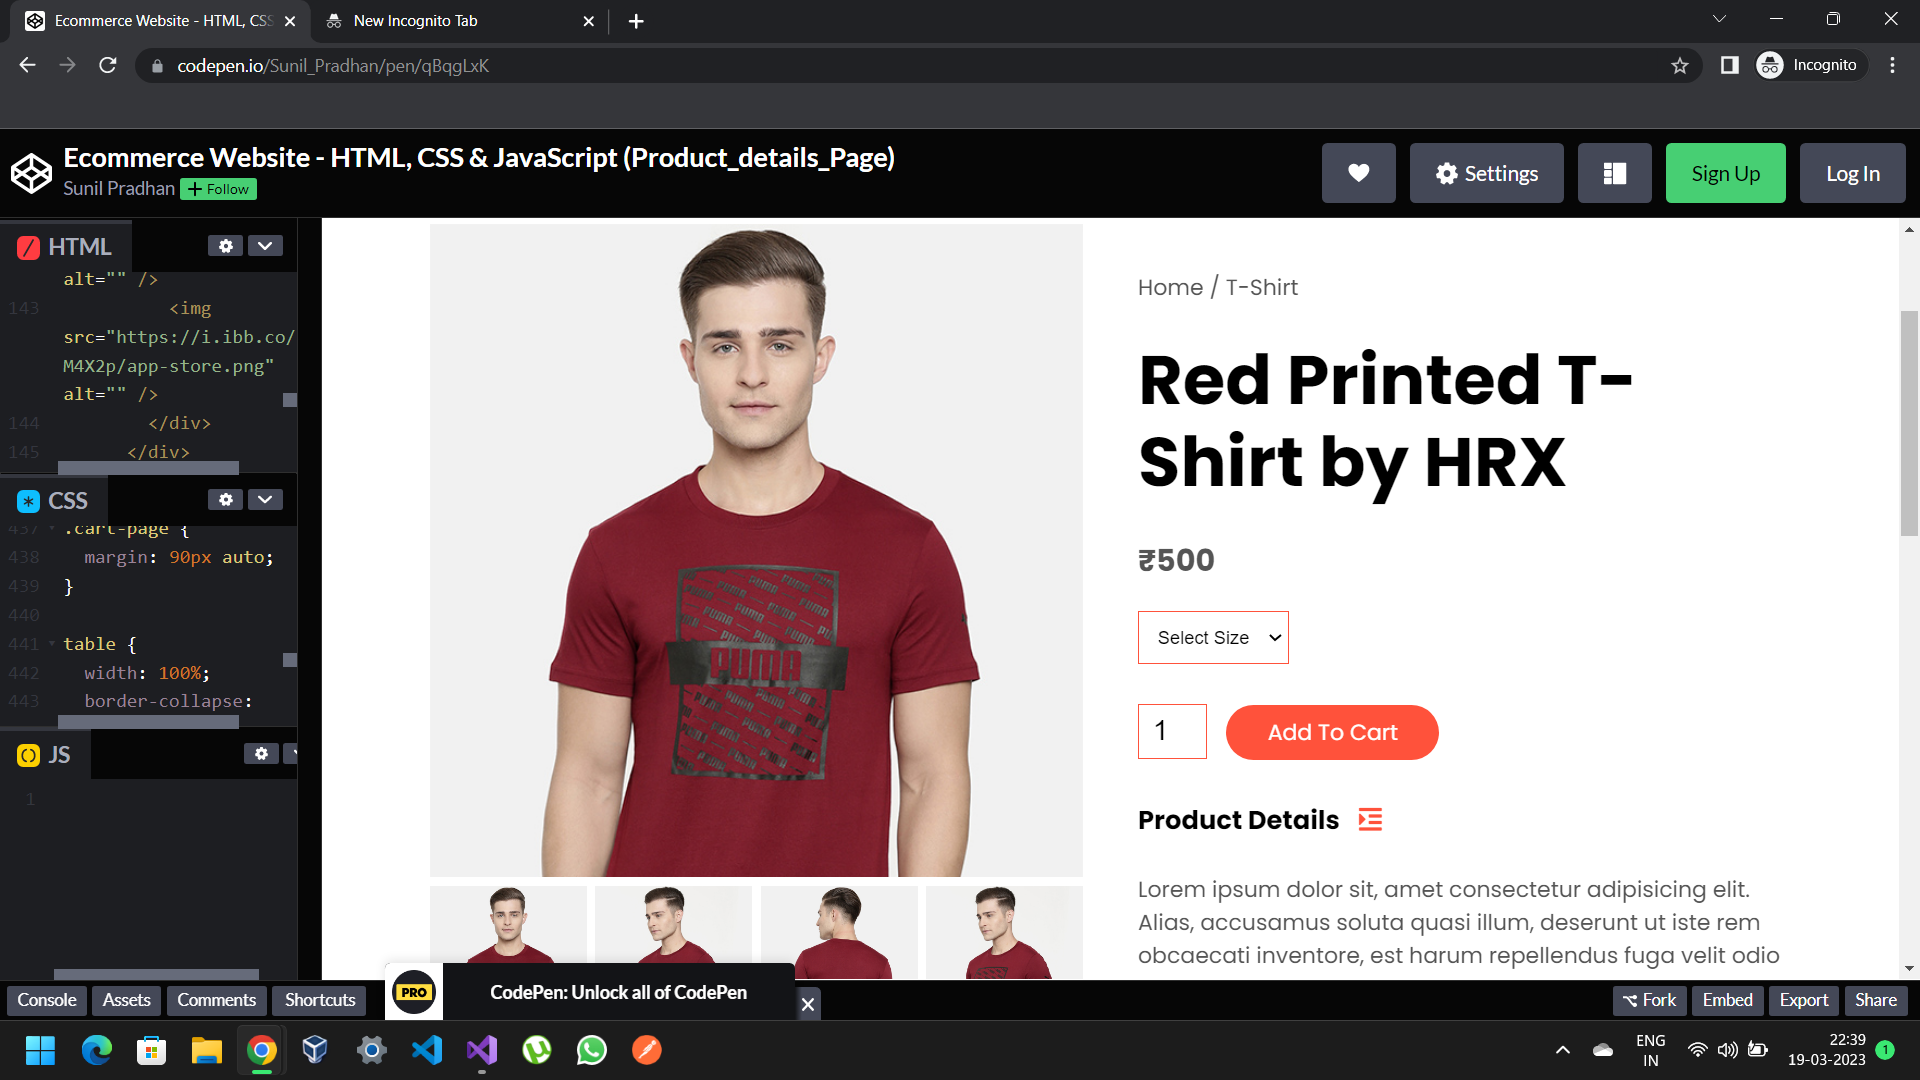 Ecommerce Website - HTML, CSS
New Incognito Tab
codepen.io/Sunil_Pradhan/pen/qBqgLxK
Incognito
Ecommerce Website - HTML, CSS & JavaScript (Product_details_Page)
Sunil Pradhan + Follow
Settings
Sign Up
Log In
HTML
alt="" />
143 <img
src="https://i.ibb.co/
M4X2p/app-store.png"
alt="" />
144 </div>
145 </div>
CSS
437 .cart-page {
438 margin: 90px auto;
439 }
440
441 table {
442 width: 100%;
443 border-collapse:
JS
1
Home / T-Shirt
Red Printed T-
Shirt by HRX
₹500
Select Size
1
Add To Cart
Product Details
Lorem ipsum dolor sit, amet consectetur adipisicing elit.
Alias, accusamus soluta quasi illum, deserunt ut iste rem
obcaecati inventore, est harum repellendus fuga velit odio
PUMA
Console
Assets
Comments
Shortcuts
PRO
CodePen: Unlock all of CodePen
Fork
Embed
Export
Share
ENG
IN
22:39
19-03-2023
1